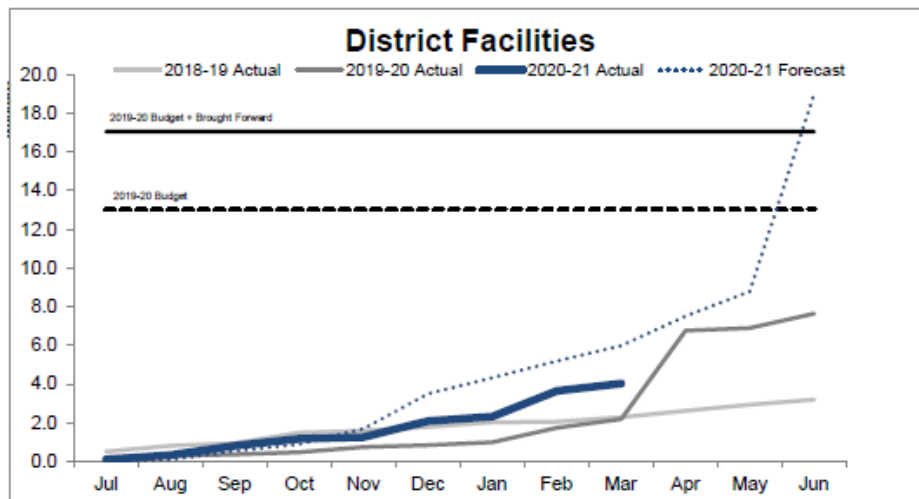 District Facilities
2018-19 Actual 2019-20 Actual 2020-21 Actual 2020-21 Forecast
20.0
18.0
2019-20 Budget + Brought Forward
16.0
14.0
2019-20 Budget
12.0
10.0
8.0
6.0
4.0
2.0
0.0
Jul Aug Sep Oct Nov Dec Jan Feb Mar Apr May Jun